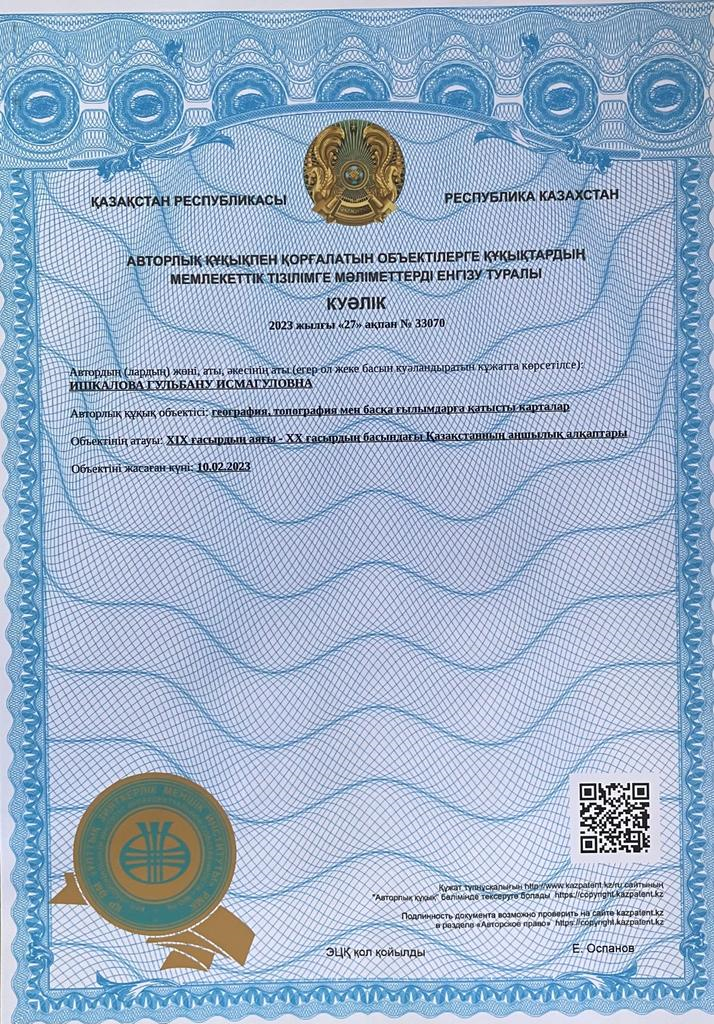 ҚАЗАҚСТАН РЕСПУБЛИКАСЫ
РЕСПУБЛИКА КАЗАХСТАН
АВТОРЛЫҚ ҚҰҚЫҚПЕН ҚОРҒАЛАТЫН ОБЪЕКТІЛЕРГЕ ҚҰҚЫҚТАРДЫҢ
МЕМЛЕКЕТТІК ТІЗІЛІМГЕ МӘЛІМЕТТЕРДІ ЕНГІЗУ ТУРАЛЫ
КУӘЛІК
2023 жылғы «27» ақпан № 33070
Автордың (лардың) жөні, аты, әкесінің аты (егер ол жеке басын куәландыратын құжатта көрсетілсе):
ИШКАЛОВА ГУЛЬБАНУ ИСМАГУЛОВНА
Авторлық құқық объектісі: география, топография мен басқа ғылымдарға қатысты карталар
Объектінің атауы: XIX ғасырдың аяғы - XX ғасырдың басындағы Қазақстанның аңшылық алқаптары
Объектіні жасаған күні: 10.02.2023
Құжат түпнұсқалығын http://www.kazpatent.kz/ru сайтының
"Авторлық құқық" бөлімінде тексеруге болады https://copyright.kazpatent.kz
Подлинность документа возможно проверить на сайте kazpatent.kz
в разделе «Авторское право» https://copyright.kazpatent.kz
ЭЦҚ қол қойылды
Е. Оспанов